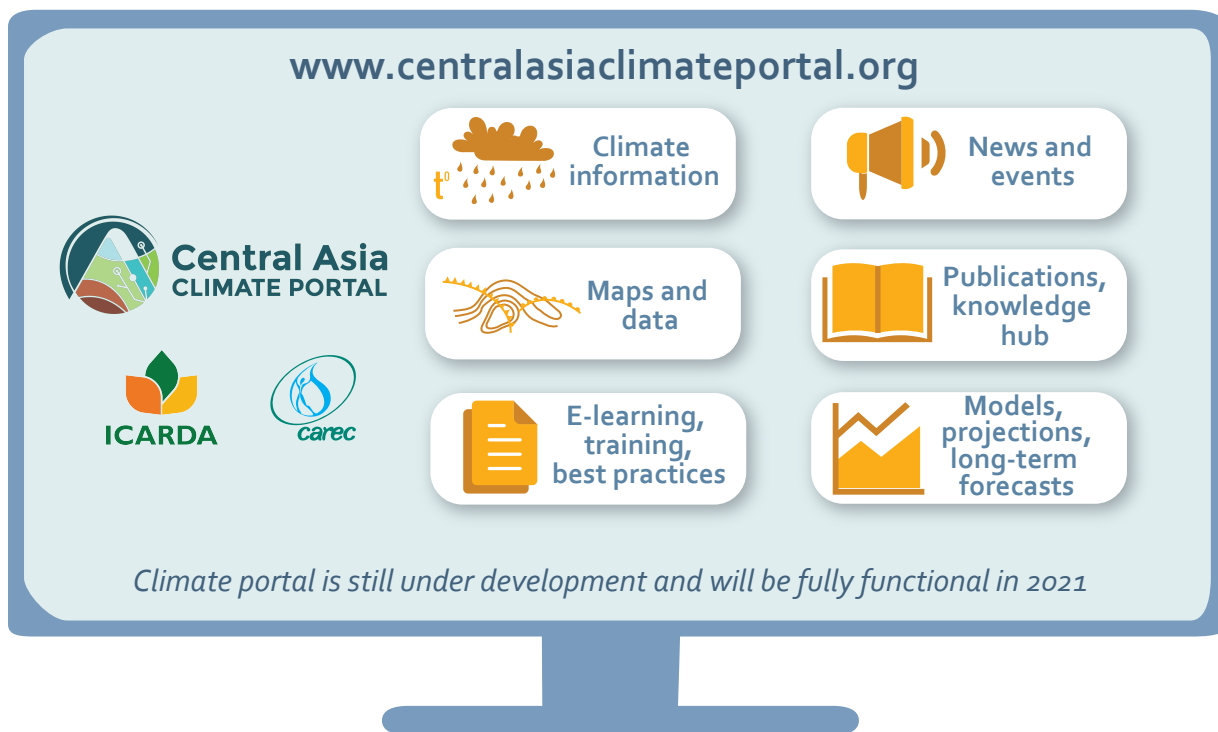 www.centralasiaclimateportal.org
Central Asia
CLIMATE PORTAL
ICARDA
carec
t⁰
Climate
information
News and
events
Maps and
data
Publications,
knowledge
hub
E-learning,
training,
best practices
Models,
projections,
long-term
forecasts
Climate portal is still under development and will be fully functional in 2021